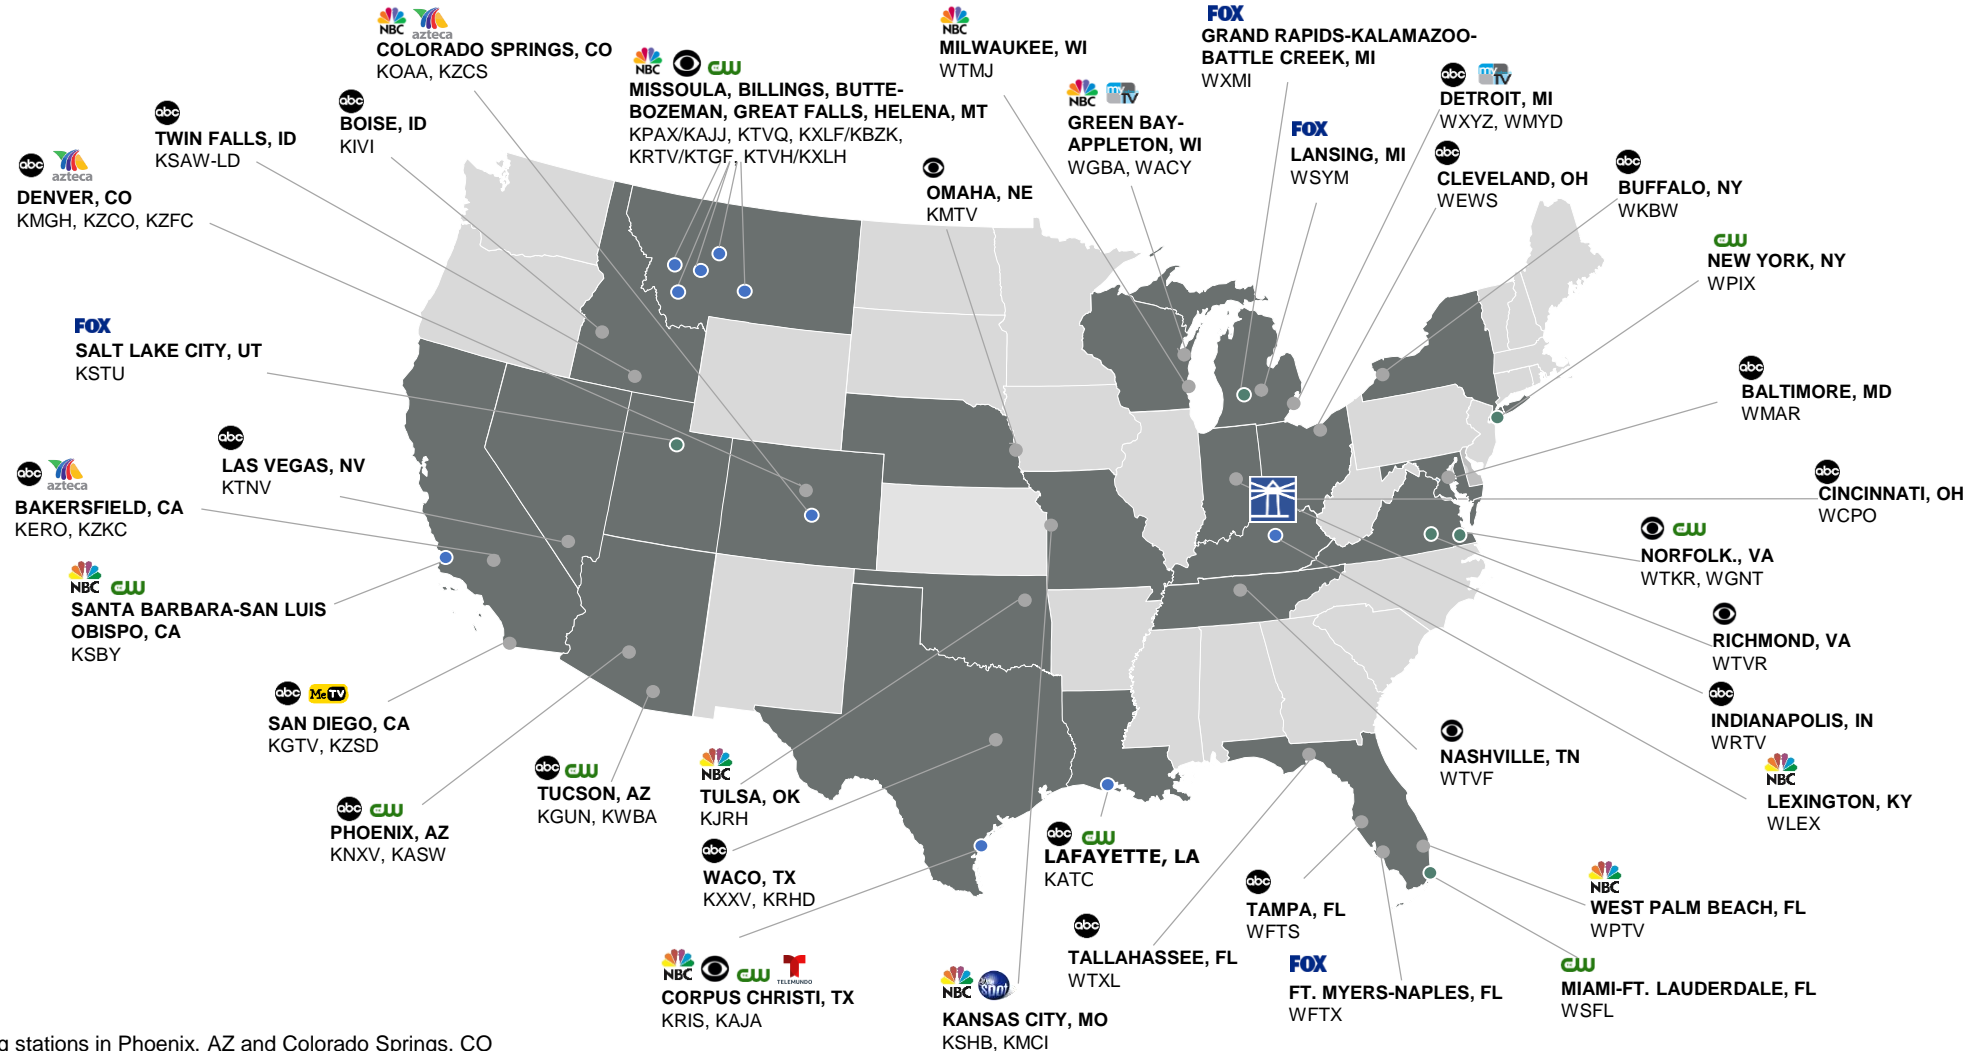 NBC azteca
COLORADO SPRINGS, CO
KOAA, KZCS
NBC CW
MISSOULA, BILLINGS, BUTTE-
BOZEMAN, GREAT FALLS, HELENA, MT
KPAX/KAJJ, KTVQ, KXLF/KBZK,
KRTV/KTGF, KTVH/KXLH
NBC
MILWAUKEE, WI
WTMJ
FOX
GRAND RAPIDS-KALAMAZOO-
BATTLE CREEK, MI
WXMI
abc my TV
DETROIT, MI
WXYZ, WMYD
abc
TWIN FALLS, ID
KSAW-LD
abc
BOISE, ID
KIVI
NBC my TV
GREEN BAY-
APPLETON, WI
WGBA, WACY
FOX
LANSING, MI
WSYM
abc
CLEVELAND, OH
WEWS
abc
BUFFALO, NY
WKBW
abc azteca
DENVER, CO
KMGH, KZCO, KZFC
OMAHA, NE
KMTV
CW
NEW YORK, NY
WPIX
FOX
SALT LAKE CITY, UT
KSTU
abc
BALTIMORE, MD
WMAR
abc
LAS VEGAS, NV
KTNV
abc azteca
BAKERSFIELD, CA
KERO, KZKC
abc
CINCINNATI, OH
WCPO
CW
NORFOLK., VA
WTKR, WGNT
NBC CW
SANTA BARBARA-SAN LUIS
OBISPO, CA
KSBY
RICHMOND, VA
WTVR
abc MeTV
SAN DIEGO, CA
KGTV, KZSD
abc
INDIANAPOLIS, IN
WRTV
NASHVILLE, TN
WTVF
abc CW
TUCSON, AZ
KGUN, KWBA
NBC
TULSA, OK
KJRH
NBC
LEXINGTON, KY
WLEX
abc CW
PHOENIX, AZ
KNXV, KASW
abc
WACO, TX
KXXV, KRHD
abc CW
LAFAYETTE, LA
KATC
abc
TAMPA, FL
WFTS
NBC
WEST PALM BEACH, FL
WPTV
abc
TALLAHASSEE, FL
WTXL
NBC CW TELEMUNDO
CORPUS CHRISTI, TX
KRIS, KAJA
NBC spot
KANSAS CITY, MO
KSHB, KMCI
FOX
FT. MYERS-NAPLES, FL
WFTX
CW
MIAMI-FT. LAUDERDALE, FL
WSFL
stations in Phoenix, AZ and Colorado Springs, CO